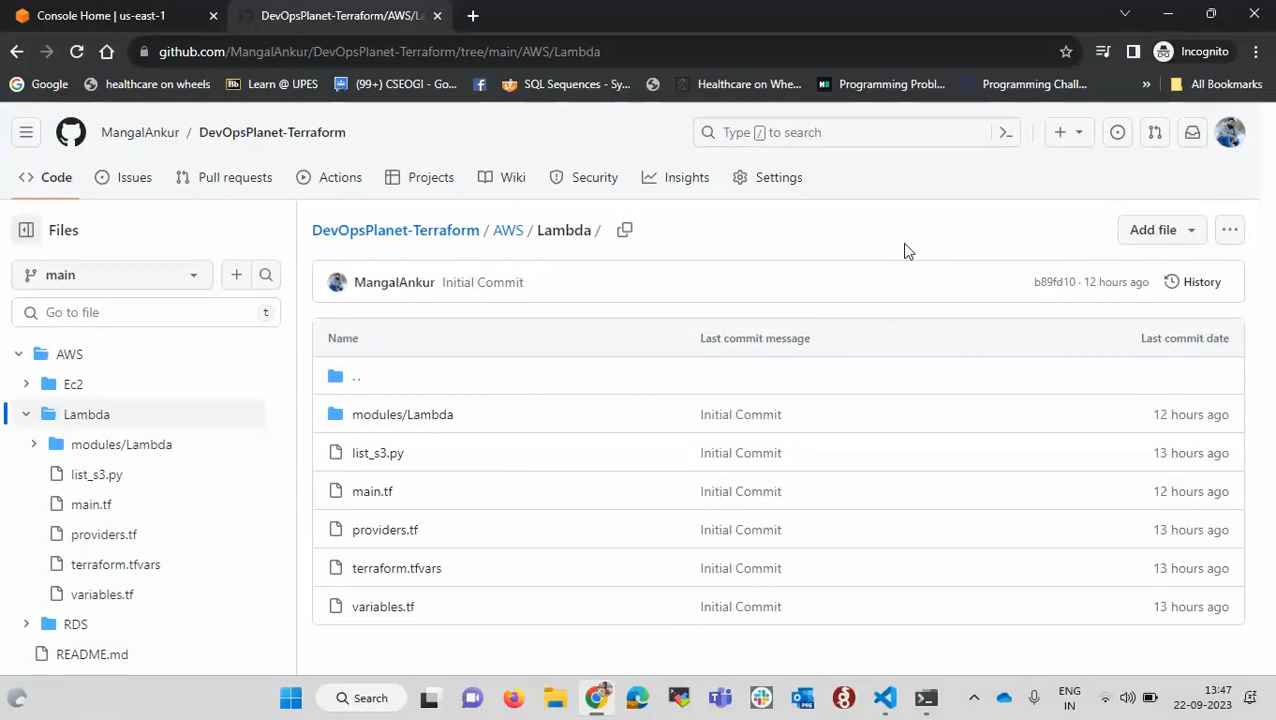 Console Home | us-east-1
DevOpsPlanet-Terraform/AWS/L
github.com/MangalAnkur/DevOpsPlanet-Terraform/tree/main/AWS/Lambda
Incognito
Google
healthcare on wheels
Bb
Learn @ UPES
(99+) CSEOGI - Go...
SQL Sequences - Sy...
Healthcare on Whe...
Programming Probl...
Programming Chall...
»
All Bookmarks
MangalAnkur / DevOpsPlanet-Terraform
Type / to search
Code
Issues
Pull requests
Actions
Projects
Wiki
Security
Insights
Settings
Files
DevOpsPlanet-Terraform / AWS / Lambda /
Add file
main
MangalAnkur Initial Commit
b89fd10 · 12 hours ago
History
Go to file
t
Name
Last commit message
Last commit date
AWS
Ec2
Lambda
modules/Lambda
list_s3.py
main.tf
providers.tf
terraform.tfvars
variables.tf
RDS
README.md
..
modules/Lambda Initial Commit 12 hours ago
list_s3.py Initial Commit 13 hours ago
main.tf Initial Commit 12 hours ago
providers.tf Initial Commit 13 hours ago
terraform.tfvars Initial Commit 13 hours ago
variables.tf Initial Commit 13 hours ago
Search
ENG
IN
13:47
22-09-2023